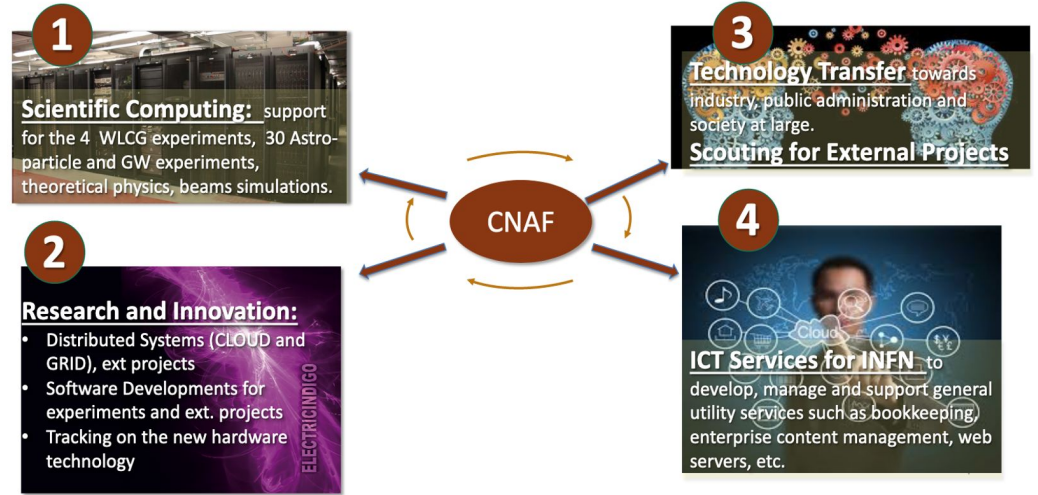 1
Scientific Computing: support
for the 4 WLCG experiments, 30 Astro-
particle and GW experiments,
theoretical physics, beams simulations.
2
Research and Innovation:
• Distributed Systems (CLOUD and
GRID), ext projects
• Software Developments for
experiments and ext. projects
• Tracking on the new hardware
technology
ELECTRICINDIGO
CNAF
3
Technology Transfer towards
industry, public administration and
society at large.
Scouting for External Projects
4
Cloud
$ ¥
€ £
ICT Services for INFN to
develop, manage and support general
utility services such as bookkeeping,
enterprise content management, web
servers, etc.